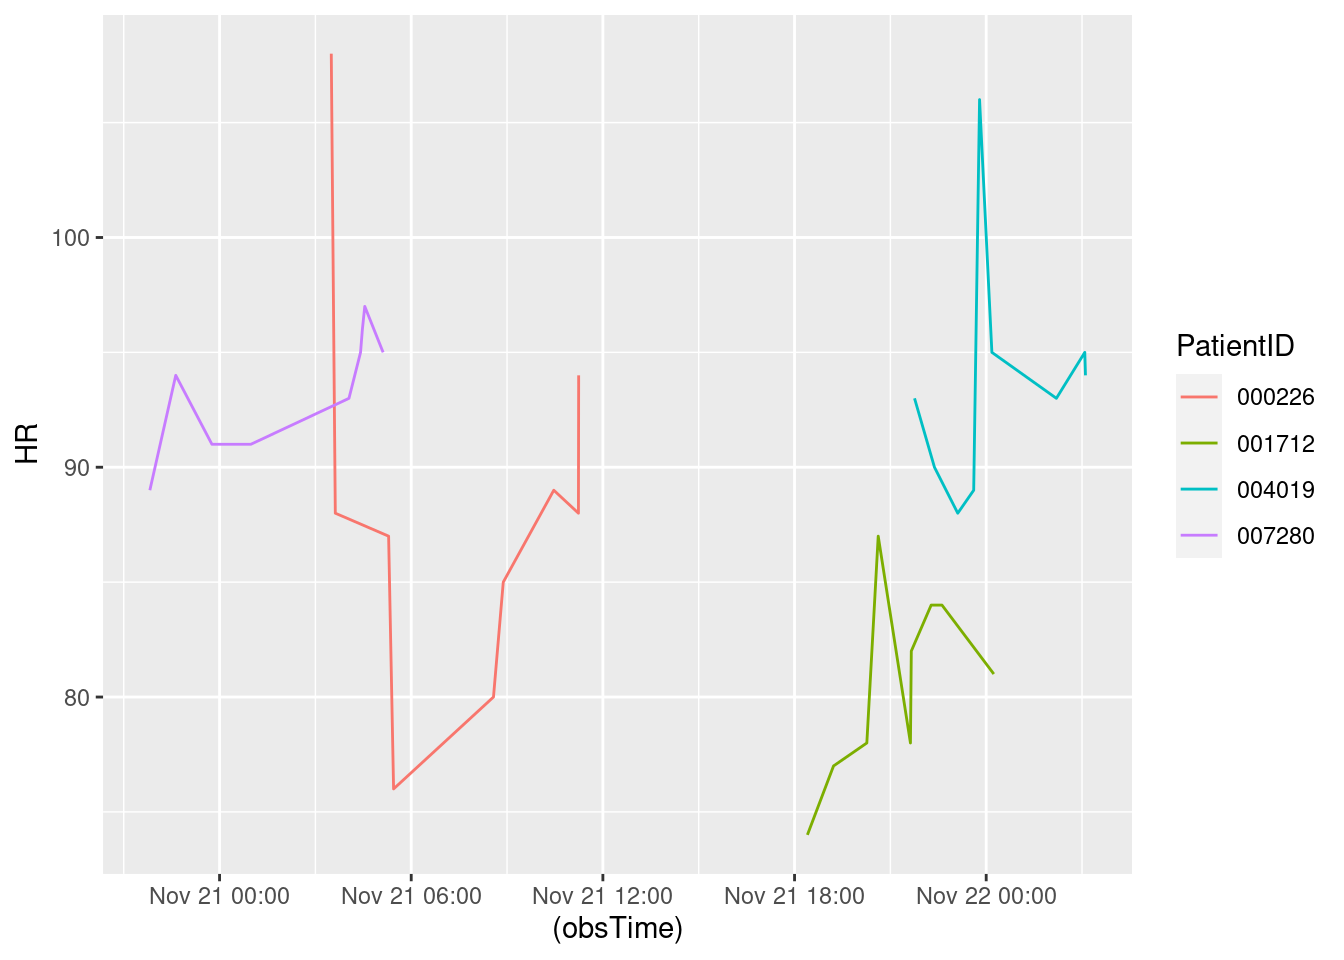 HR
100
90
80
Nov 21 00:00
Nov 21 06:00
Nov 21 12:00
Nov 21 18:00
Nov 22 00:00
(obsTime)
PatientID
000226
001712
004019
007280